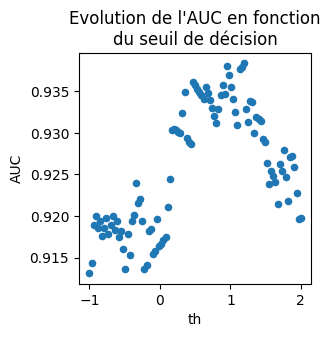 Evolution de l'AUC en fonction
du seuil de décision
0.935
0.930
0.925
0.920
0.915
AUC
-1
0
1
2
th